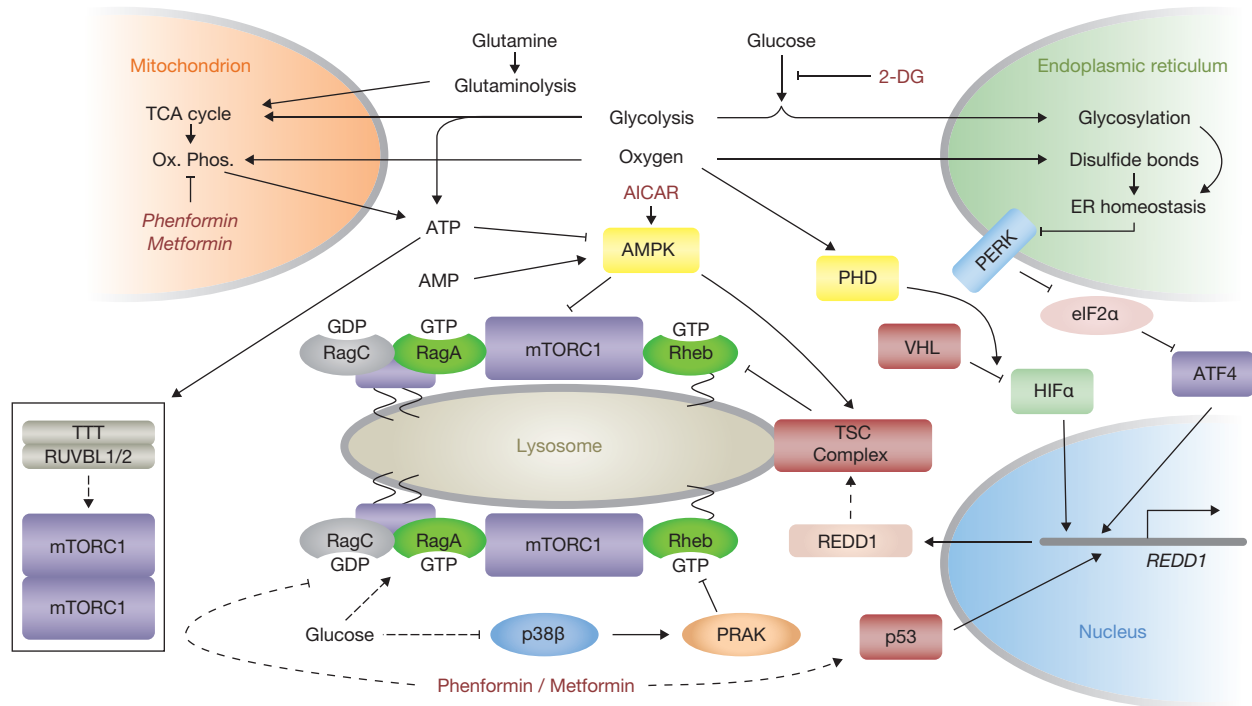 Glutamine
Glucose
Mitochondrion
2-DG
Endoplasmic reticulum
Glutaminolysis
TCA cycle
Glycolysis
Glycosylation
Ox. Phos.
Oxygen
Disulfide bonds
AICAR
ER homeostasis
Phenformin
Metformin
ATP
AMPK
PERK
AMP
PHD
eIF2α
GDP
GTP
GTP
RagC
RagA
mTORC1
Rheb
VHL
ATF4
HIFα
TTT
RUVBL1/2
Lysosome
TSC
Complex
mTORC1
mTORC1
RagC
RagA
mTORC1
Rheb
REDD1
GDP
GTP
GTP
REDD1
Glucose
p38β
PRAK
p53
Nucleus
Phenformin / Metformin